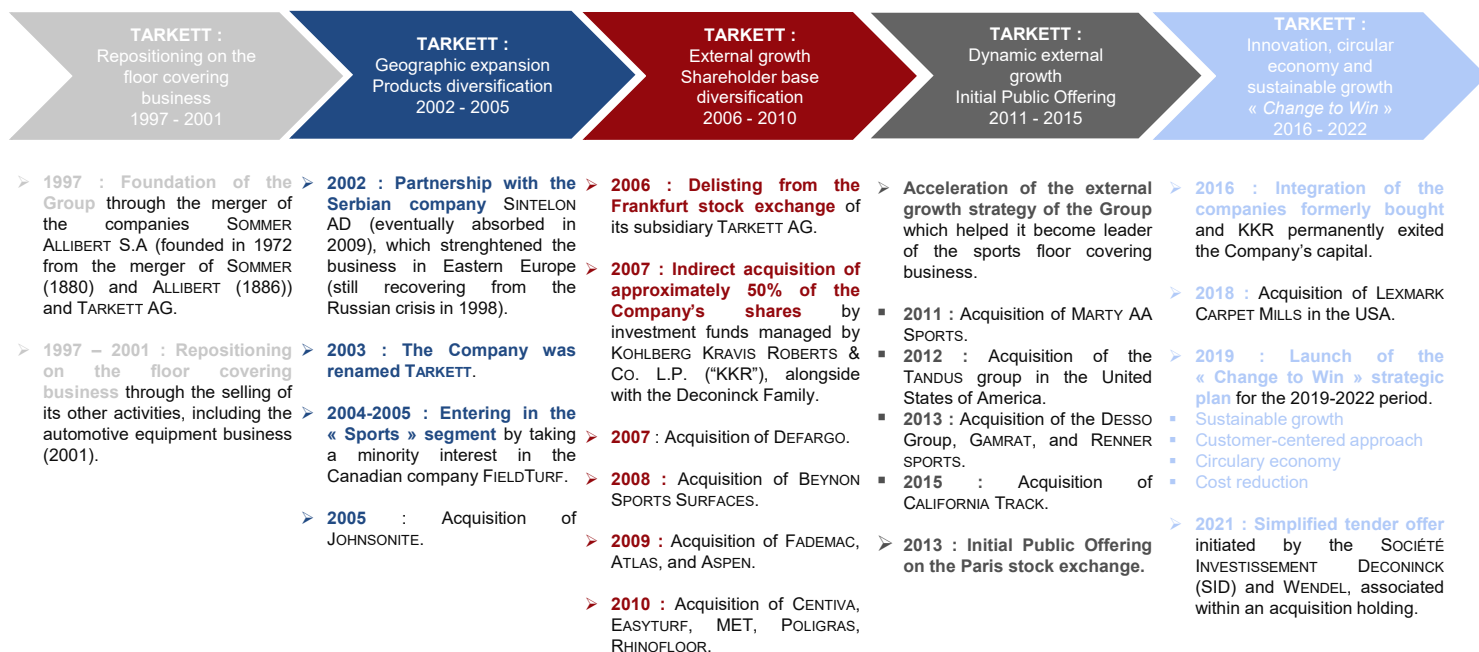 TARKETT :
Repositioning on the
floor covering
business
1997 - 2001
TARKETT :
Geographic expansion
Products diversification
2002 - 2005
TARKETT :
External growth
Shareholder base
diversification
2006 - 2010
TARKETT :
Dynamic external
growth
Initial Public Offering
2011 - 2015
TARKETT :
Innovation, circular
economy and
sustainable growth
« Change to Win »
2016 - 2022
➢ 1997 : Foundation of the
Group through the merger of
the companies SOMMER
ALLIBERT S.A (founded in 1972
from the merger of SOMMER
(1880) and ALLIBERT (1886))
and TARKETT AG.
➢ 1997 – 2001 : Repositioning
on the floor covering
business through the selling of
its other activities, including the
automotive equipment business
(2001).
➢ 2002 : Partnership with the
Serbian company SINTELON
AD (eventually absorbed in
2009), which strenghtened the
business in Eastern Europe
(still recovering from the
Russian crisis in 1998).
➢ 2003 : The Company was
renamed TARKETT.
➢ 2004-2005 : Entering in the
« Sports » segment by taking
a minority interest in the
Canadian company FIELDTURF.
➢ 2005 : Acquisition of
JOHNSONITE.
➢ 2006 : Delisting from the
Frankfurt stock exchange of
its subsidiary TARKETT AG.
➢ 2007 : Indirect acquisition of
approximately 50% of the
Company's shares by
investment funds managed by
KOHLBERG KRAVIS ROBERTS &
CO. L.P. ("KKR"), alongside
with the Deconinck Family.
➢ 2007 : Acquisition of DEFARGO.
➢ 2008 : Acquisition of BEYNON
SPORTS SURFACES.
➢ 2009 : Acquisition of FADEMAC,
ATLAS, and ASPEN.
➢ 2010 : Acquisition of CENTIVA,
EASYTURF, MET, POLIGRAS,
RHINOFLOOR.
➢ Acceleration of the external
growth strategy of the Group
which helped it become leader
of the sports floor covering
business.
▪ 2011 : Acquisition of MARTY AA
SPORTS.
▪ 2012 : Acquisition of the
TANDUS group in the United
States of America.
▪ 2013 : Acquisition of the DESSO
Group, GAMRAT, and RENNER
SPORTS.
▪ 2015 : Acquisition of
CALIFORNIA TRACK.
➢ 2013 : Initial Public Offering
on the Paris stock exchange.
➢ 2016 : Integration of the
companies formerly bought
and KKR permanently exited
the Company's capital.
➢ 2018 : Acquisition of LEXMARK
CARPET MILLS in the USA.
➢ 2019 : Launch of the
« Change to Win » strategic
plan for the 2019-2022 period.
▪ Sustainable growth
▪ Customer-centered approach
▪ Circulary economy
▪ Cost reduction
➢ 2021 : Simplified tender offer
initiated by the SOCIÉTÉ
INVESTISSEMENT DECONINCK
(SID) and WENDEL, associated
within an acquisition holding.